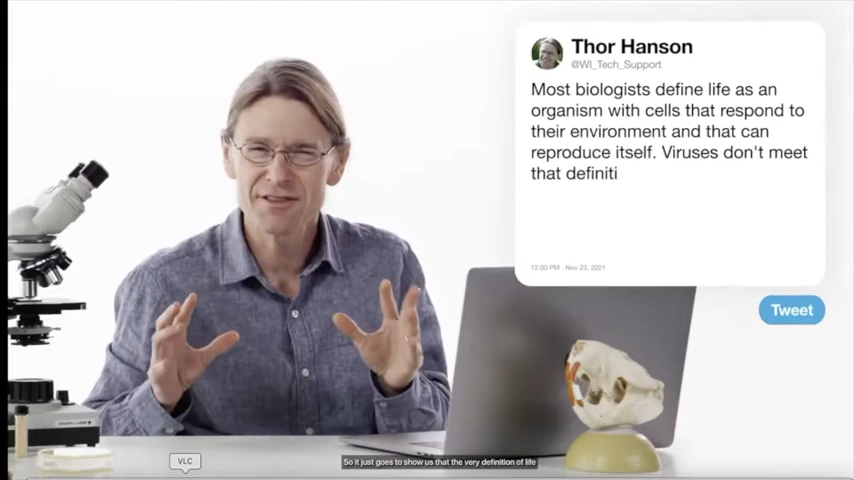 Thor Hanson
@WI_Tech_Support
Most biologists define life as an
organism with cells that respond to
their environment and that can
reproduce itself. Viruses don't meet
that definiti
12:00 PM - Nov 23, 2021
Tweet
VLC
So it just goes to show us that the very definition of life